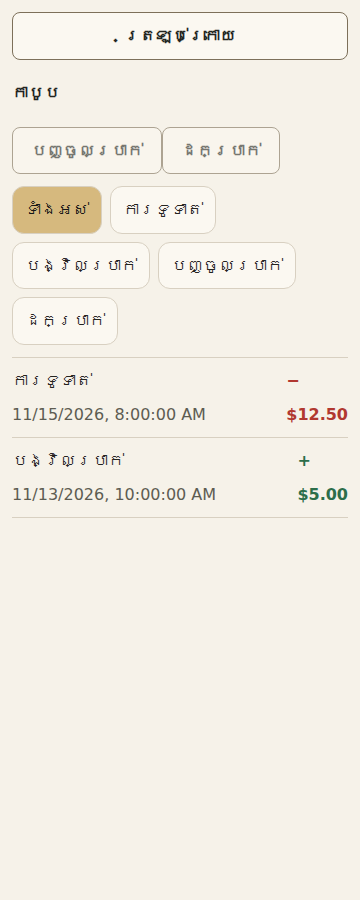 ត្រឡប់ក្រោយ
កាបូប
បញ្ចូលប្រាក់ ដកប្រាក់
ទាំងអស់ ការទូទាត់
បង្វិលប្រាក់ បញ្ចូលប្រាក់
ដកប្រាក់
ការទូទាត់ −
11/15/2026, 8:00:00 AM $12.50
បង្វិលប្រាក់ +
11/13/2026, 10:00:00 AM $5.00